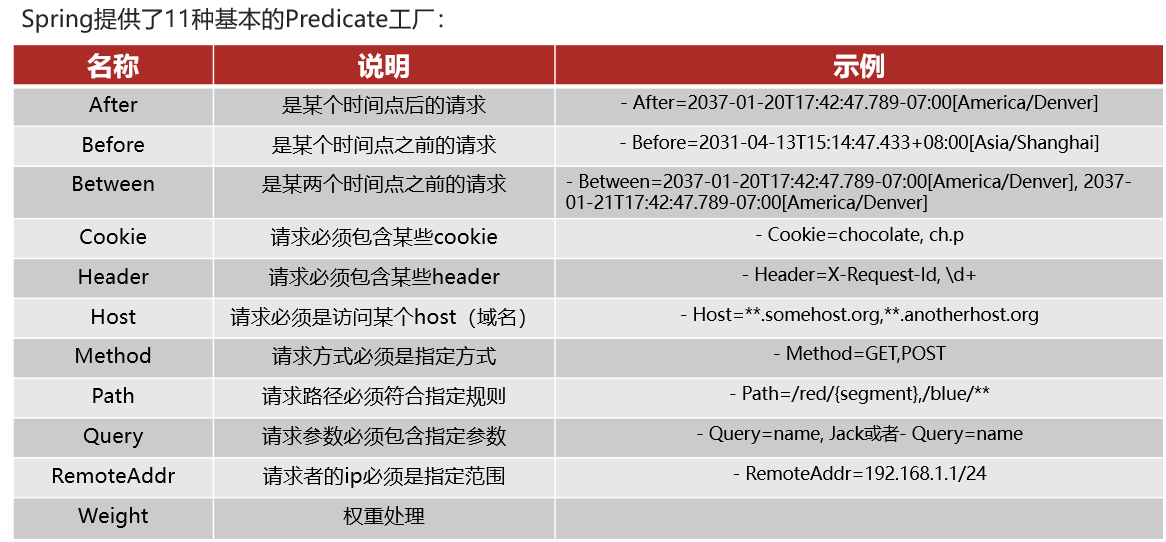 Spring提供了11种基本的Predicate工厂：
名称 说明 示例
After 是某个时间点后的请求 - After=2037-01-20T17:42:47.789-07:00[America/Denver]
Before 是某个时间点之前的请求 - Before=2031-04-13T15:14:47.433+08:00[Asia/Shanghai]
Between 是某两个时间点之前的请求 - Between=2037-01-20T17:42:47.789-07:00[America/Denver], 2037-
01-21T17:42:47.789-07:00[America/Denver]
Cookie 请求必须包含某些cookie - Cookie=chocolate, ch.p
Header 请求必须包含某些header - Header=X-Request-Id, \d+
Host 请求必须是访问某个host（域名） - Host=**.somehost.org,**.anotherhost.org
Method 请求方式必须是指定方式 - Method=GET,POST
Path 请求路径必须符合指定规则 - Path=/red/{segment},/blue/**
Query 请求参数必须包含指定参数 - Query=name, Jack或者- Query=name
RemoteAddr 请求者的ip必须是指定范围 - RemoteAddr=192.168.1.1/24
Weight 权重处理